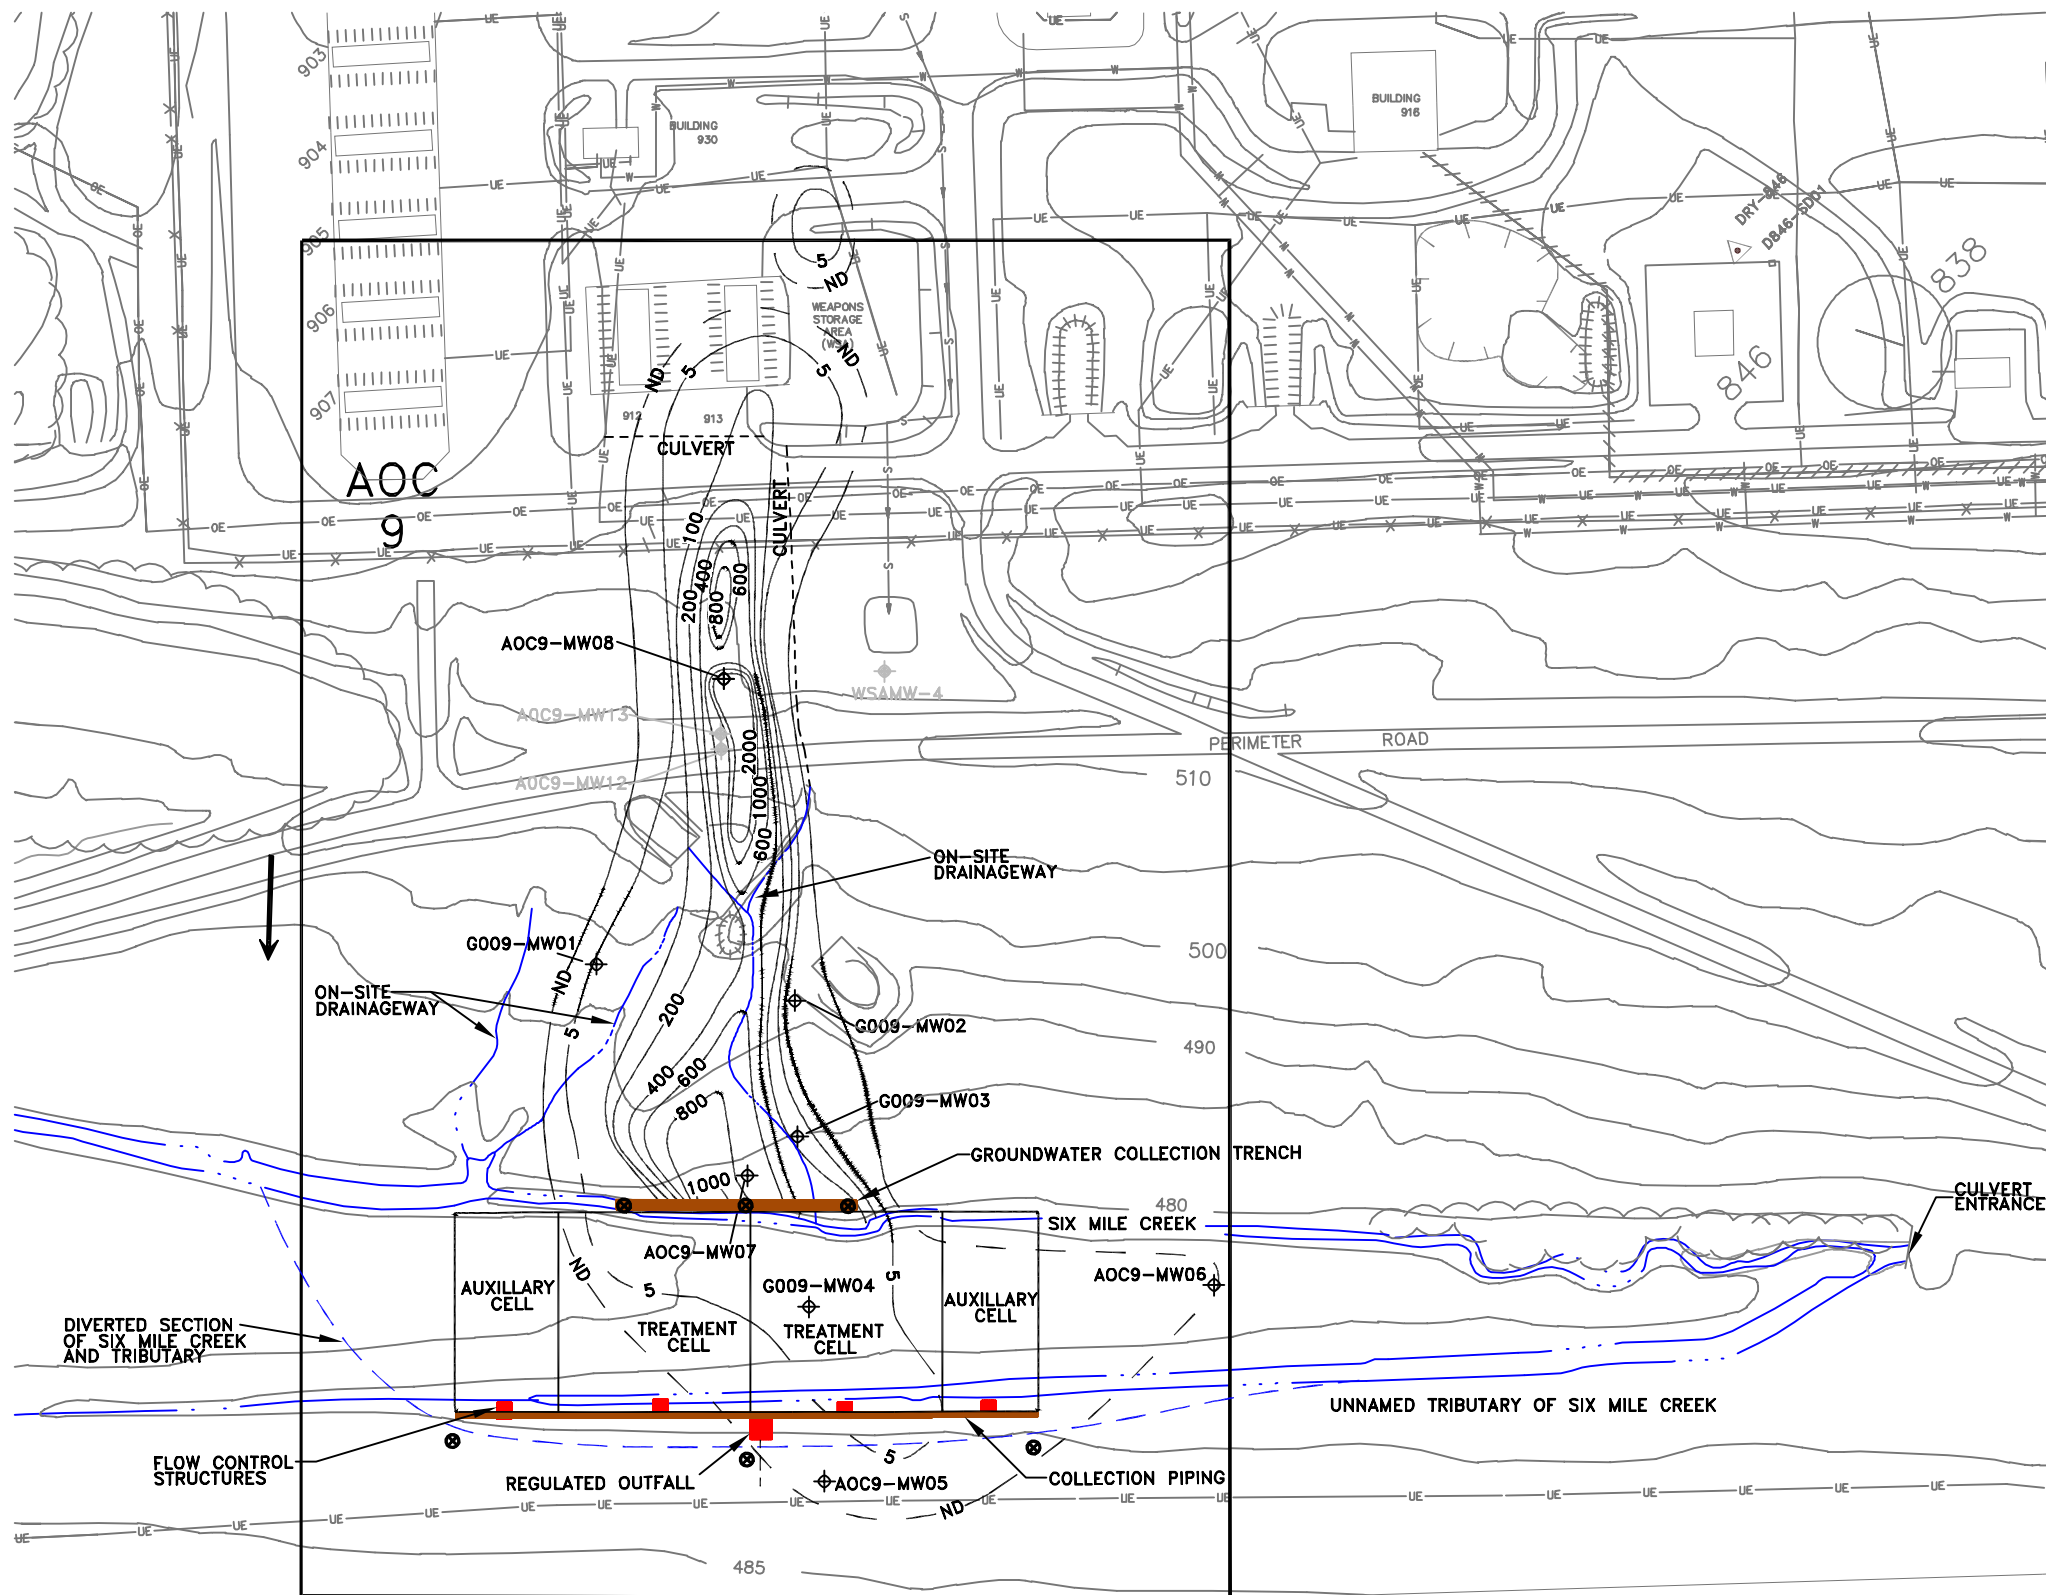 903
904
905
906
907
BUILDING
930
BUILDING
916
DRY-846
D846-SD01
838
846
WEAPONS
STORAGE
AREA
(WSA)
912
913
5
ND
ND
5
5
ND
CULVERT
CULVERT
AOC
9
100
200
400
800
600
AOC9-MW08
WSAMW-4
AOC9-MW13
AOC9-MW12
2000
1000
600
PERIMETER ROAD
510
ON-SITE
DRAINAGEWAY
G009-MW01
ND
500
ON-SITE
DRAINAGEWAY
200
5
G009-MW02
490
400
600
800
G009-MW03
GROUNDWATER COLLECTION TRENCH
1000
480
CULVERT
ENTRANCE
SIX MILE CREEK
AOC9-MW07
ND
5
5
AOC9-MW06
AUXILLARY
CELL
G009-MW04
AUXILLARY
CELL
TREATMENT
CELL
TREATMENT
CELL
DIVERTED SECTION
OF SIX MILE CREEK
AND TRIBUTARY
UNNAMED TRIBUTARY OF SIX MILE CREEK
FLOW CONTROL
STRUCTURES
REGULATED OUTFALL
5
AOC9-MW05
COLLECTION PIPING
ND
485